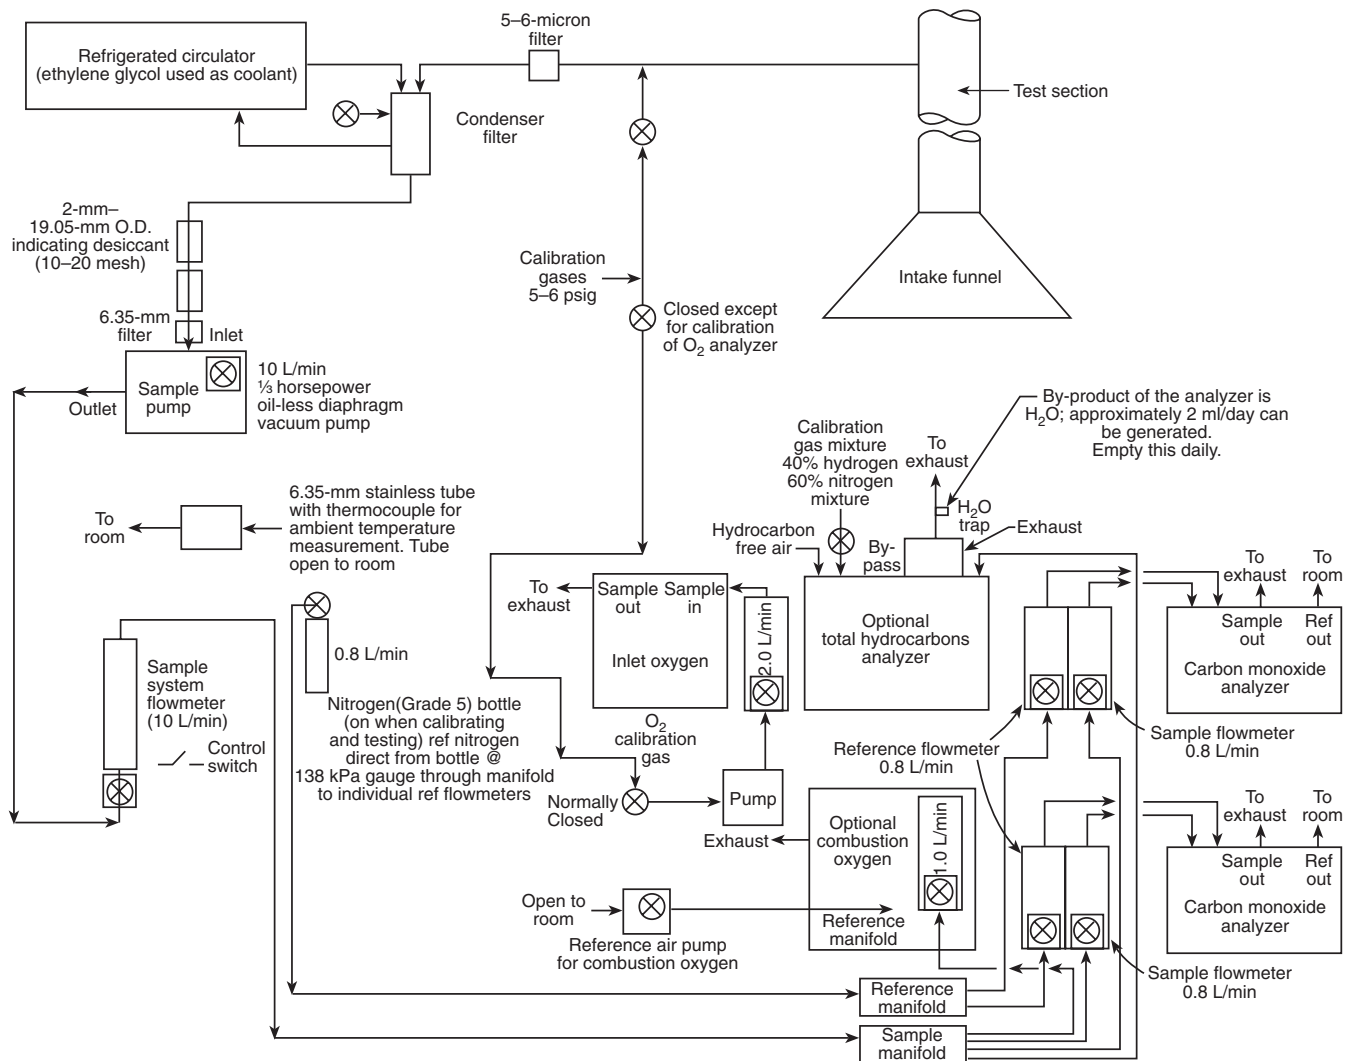 5–6-micron
filter
Refrigerated circulator
(ethylene glycol used as coolant)
Condenser
filter
Test section
Intake funnel
2-mm–
19.05-mm O.D.
indicating desiccant
(10–20 mesh)
6.35-mm
filter
Inlet
Sample
pump
Outlet
10 L/min
⅓ horsepower
oil-less diaphragm
vacuum pump
Calibration
gases
5–6 psig
Closed except
for calibration
of O₂ analyzer
By-product of the analyzer is
H₂O; approximately 2 ml/day can
be generated.
Empty this daily.
Calibration
gas mixture
40% hydrogen
60% nitrogen
mixture
To
exhaust
H₂O
trap
Exhaust
Hydrocarbon
free air
By-
pass
To
room
6.35-mm stainless tube
with thermocouple for
ambient temperature
measurement. Tube
open to room
To
exhaust
Sample
out
Sample
in
Inlet oxygen
2.0 L/min
Optional
total hydrocarbons
analyzer
To
exhaust
To
room
Sample
out
Ref
out
Carbon monoxide
analyzer
0.8 L/min
Sample
system
flowmeter
(10 L/min)
Control
switch
Nitrogen(Grade 5) bottle
(on when calibrating
and testing) ref nitrogen
direct from bottle @
138 kPa gauge through manifold
to individual ref flowmeters
O₂
calibration
gas
Normally
Closed
Pump
Reference flowmeter
0.8 L/min
Sample flowmeter
0.8 L/min
Exhaust
Optional
combustion
oxygen
1.0 L/min
Reference
manifold
To
exhaust
To
room
Sample
out
Ref
out
Carbon monoxide
analyzer
Open to
room
Reference air pump
for combustion oxygen
Sample flowmeter
0.8 L/min
Reference
manifold
Sample
manifold